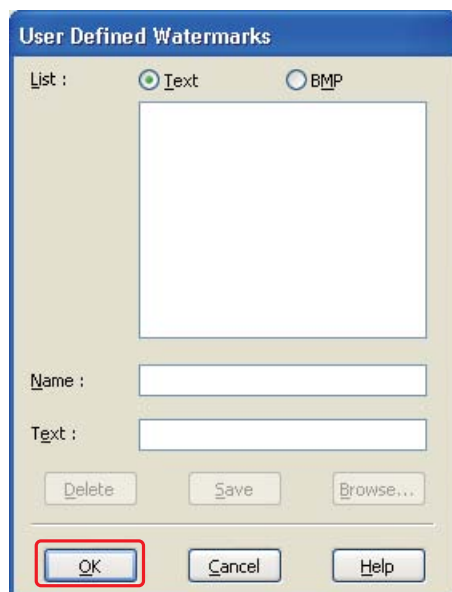 User Defined Watermarks
List : Text BMP
Name :
Text :
Delete Save Browse...
OK Cancel Help